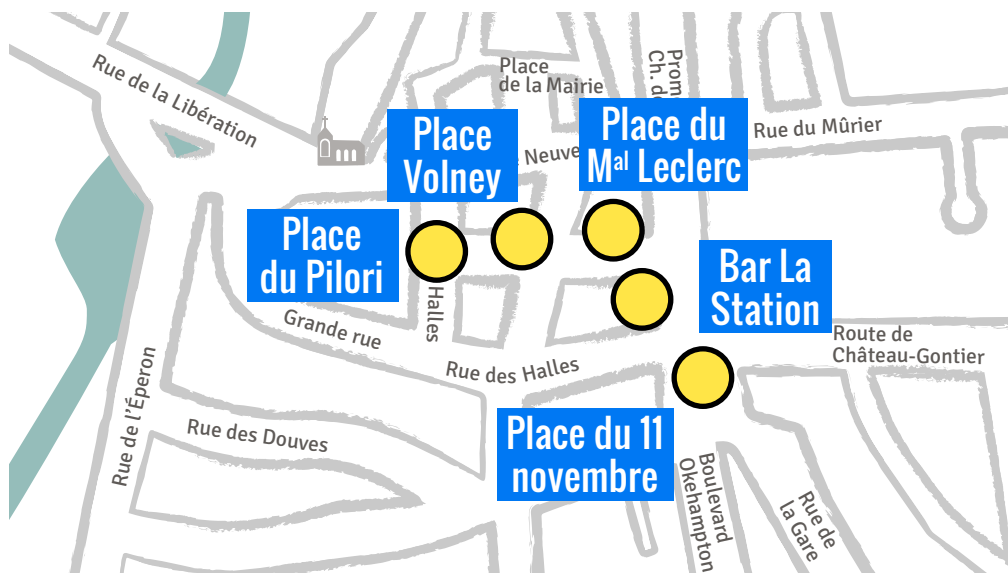 Rue de la Libération
Place
de la Mairie
Prom
Ch. de
Rue du Mûrier
Place
Volney
Neuve
Place du
Mal Leclerc
Place
du Pilori
Halles
Bar La
Station
Grande rue
Rue des Halles
Route de
Château-Gontier
Rue de l'Éperon
Rue des Douves
Place du 11
novembre
Boulevard
Okehampton
Rue de
la Gare